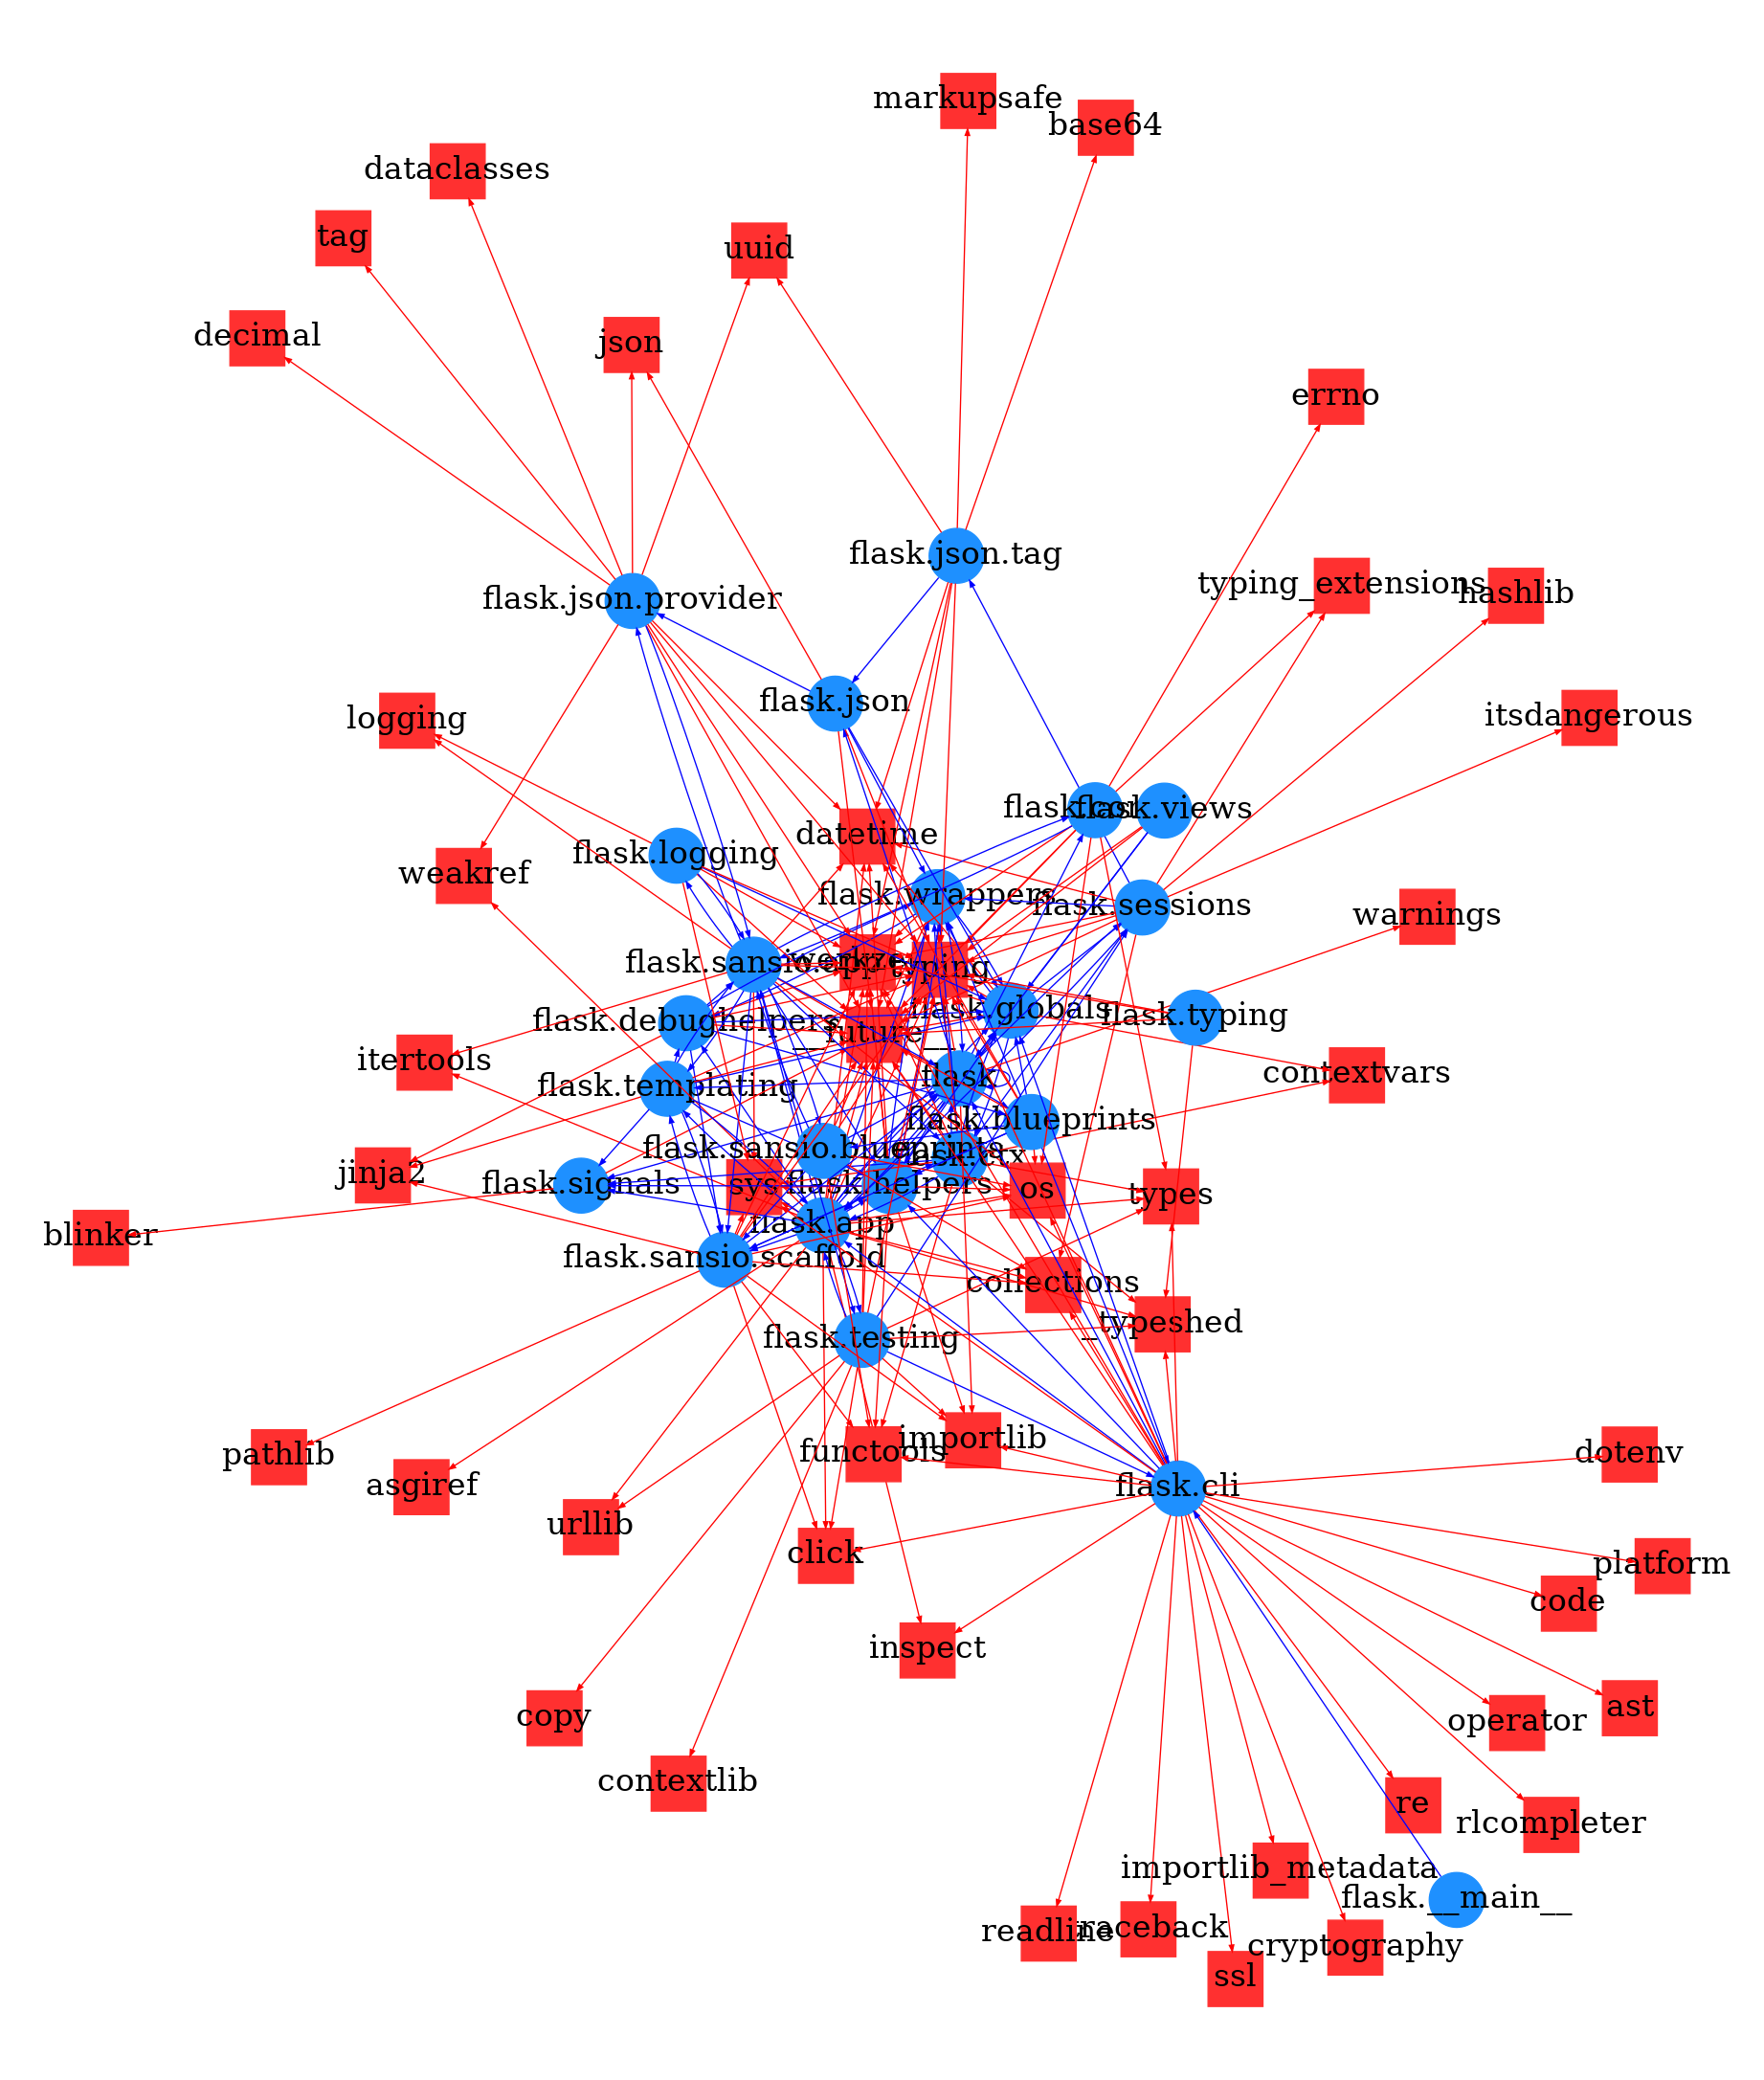 markupsafe
base64
dataclasses
tag
uuid
decimal
json
errno
flask.json.tag
typing_extensions
hashlib
flask.json.provider
flask.json
logging
itsdangerous
flask.views
datetime
flask.logging
weakref
flask.wrappers
flask.sessions
warnings
flask.sansio.app
typing
flask.globals
flask.typing
flask.debughelpers
__future__
itertools
contextvars
flask
flask.templating
flask.blueprints
flask.sansio.blueprints
jinja2
flask.signals
sys
flask.helpers
os
types
flask.app
blinker
flask.sansio.scaffold
collections
_typeshed
flask.testing
importlib
functools
pathlib
asgiref
dotenv
flask.cli
urllib
click
platform
code
inspect
copy
operator
ast
contextlib
re
rlcompleter
importlib_metadata
flask.__main__
readline
cryptography
ssl